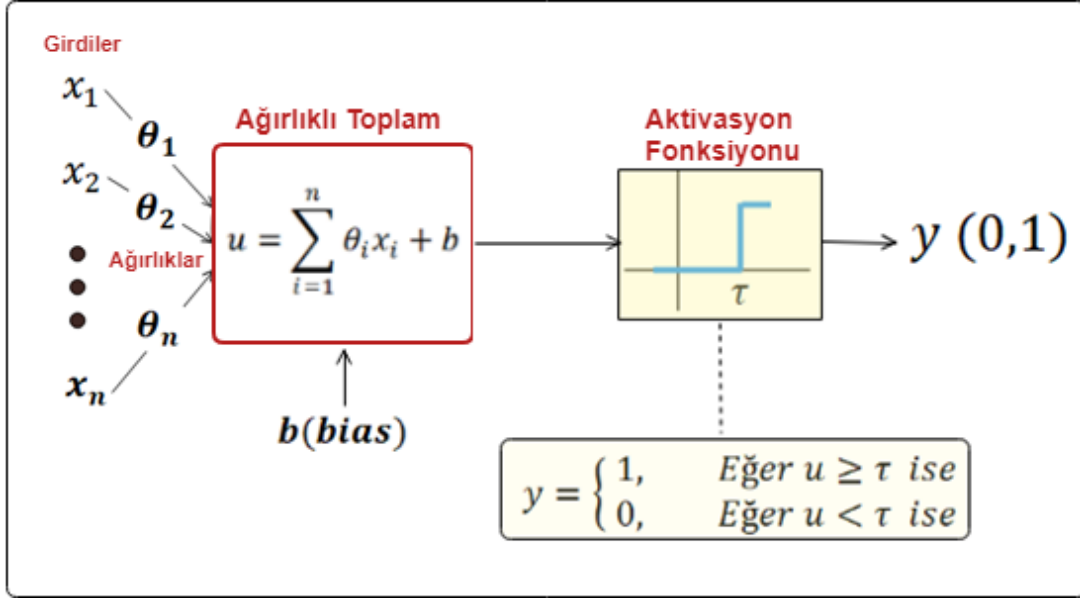 Girdiler
x₁
θ₁
x₂
θ₂
Ağırlıklar
θₙ
xₙ
Ağırlıklı Toplam
u = ∑ⁿᵢ₌₁ θᵢxᵢ + b
b(bias)
Aktivasyon
Fonksiyonu
τ
y (0,1)
y = { 1, Eğer u ≥ τ ise
0, Eğer u < τ ise